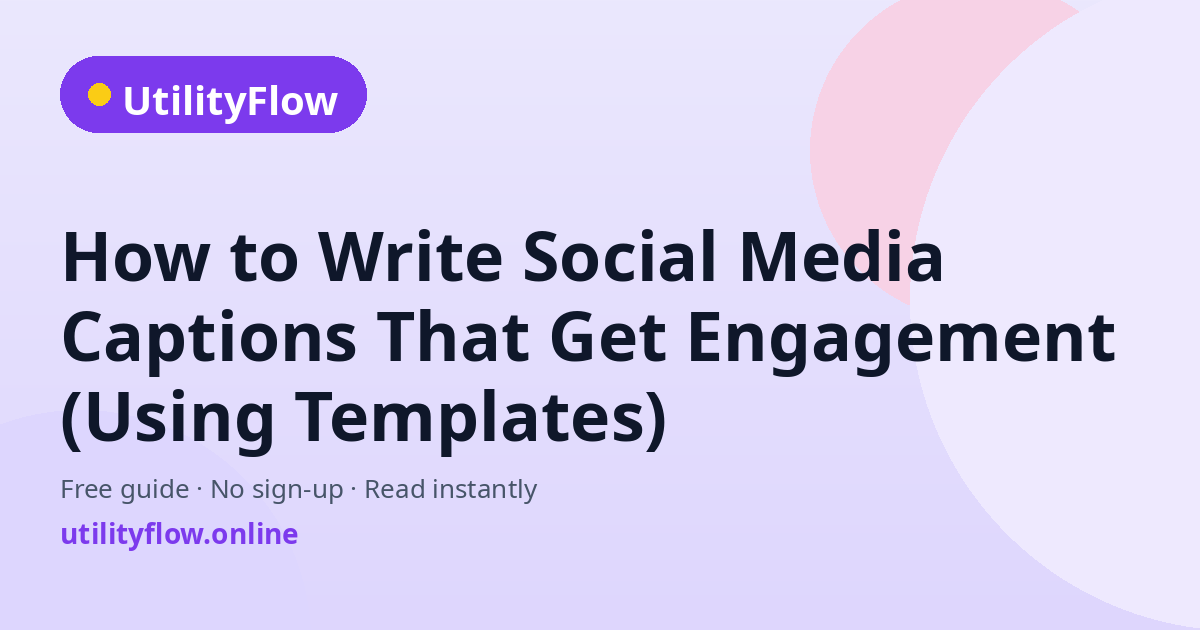 UtilityFlow
How to Write Social Media
Captions That Get Engagement
(Using Templates)
Free guide · No sign-up · Read instantly
utilityflow.online